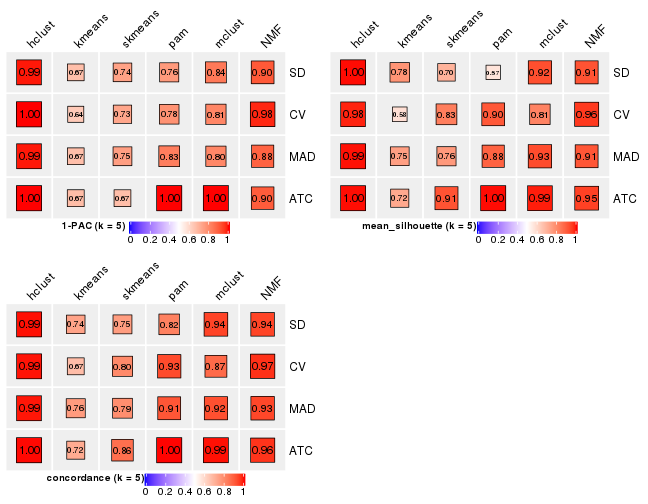 hclust kmeans skmeans pam mclust NMF
0.99 0.67 0.74 0.76 0.84 0.90 SD
1.00 0.64 0.73 0.78 0.81 0.98 CV
0.99 0.67 0.75 0.83 0.80 0.88 MAD
1.00 0.67 0.67 1.00 1.00 0.90 ATC
1-PAC (k = 5)
0 0.2 0.4 0.6 0.8 1
hclust kmeans skmeans pam mclust NMF
1.00 0.78 0.70 0.57 0.92 0.91 SD
0.98 0.58 0.83 0.90 0.81 0.96 CV
0.99 0.75 0.76 0.88 0.93 0.91 MAD
1.00 0.72 0.91 1.00 0.99 0.95 ATC
mean_silhouette (k = 5)
0 0.2 0.4 0.6 0.8 1
hclust kmeans skmeans pam mclust NMF
0.99 0.74 0.75 0.82 0.94 0.94 SD
0.99 0.67 0.80 0.93 0.87 0.97 CV
0.99 0.76 0.79 0.91 0.92 0.93 MAD
1.00 0.72 0.86 1.00 0.99 0.96 ATC
concordance (k = 5)
0 0.2 0.4 0.6 0.8 1